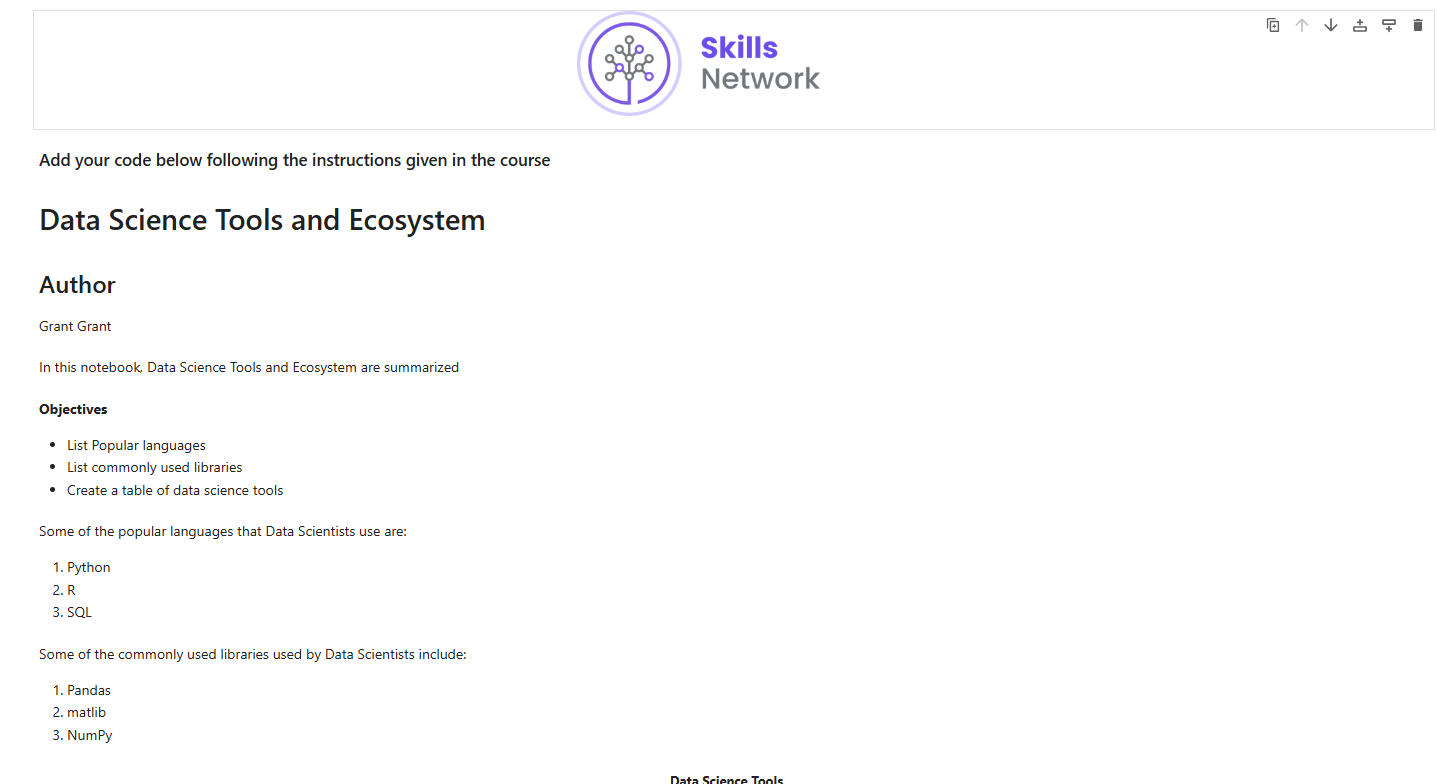 Skills
Network
Add your code below following the instructions given in the course
Data Science Tools and Ecosystem
Author
Grant Grant
In this notebook, Data Science Tools and Ecosystem are summarized
Objectives
• List Popular languages
• List commonly used libraries
• Create a table of data science tools
Some of the popular languages that Data Scientists use are:
1. Python
2. R
3. SQL
Some of the commonly used libraries used by Data Scientists include:
1. Pandas
2. matlib
3. NumPy
Data Science Tools